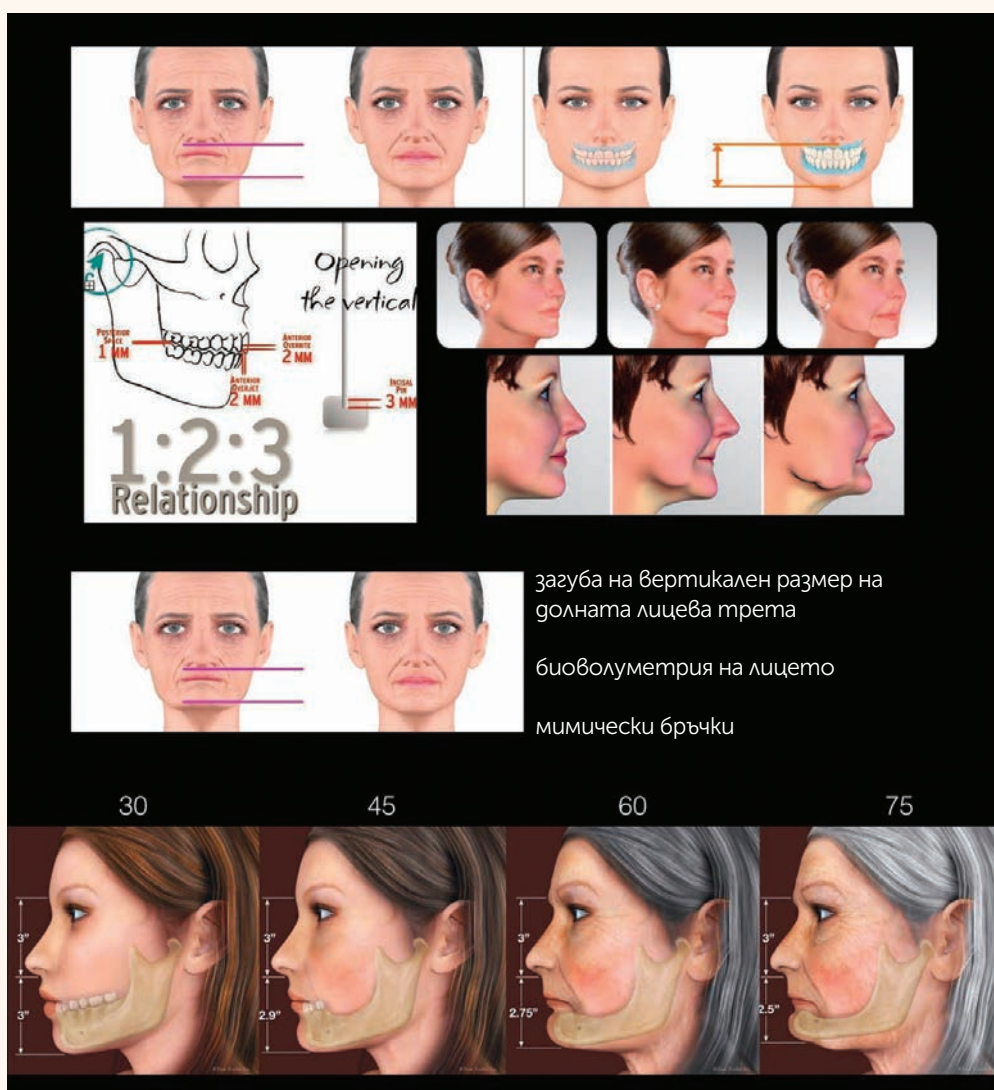 Opening
the vertical
POSTERIOR
SPACE
1 MM
ANTERIOR
OVERBITE
2 MM
ANTERIOR
OVERJET
2 MM
INCISAL
PIN
3 MM
1:2:3
Relationship
загуба на вертикален размер на
долната лицева трета
биоволуметрия на лицето
мимически бръчки
30 45 60 75
3" 3" 3" 3"
3" 2.9" 2.75" 2.5"